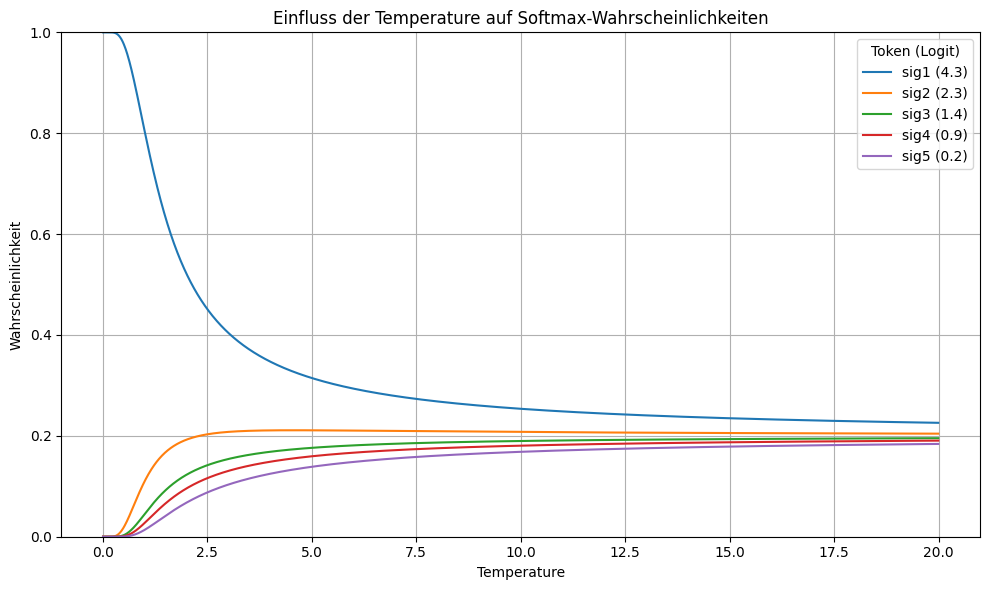 Einfluss der Temperature auf Softmax-Wahrscheinlichkeiten
Wahrscheinlichkeit
1.0
0.8
0.6
0.4
0.2
0.0
Token (Logit)
sig1 (4.3)
sig2 (2.3)
sig3 (1.4)
sig4 (0.9)
sig5 (0.2)
0.0 2.5 5.0 7.5 10.0 12.5 15.0 17.5 20.0
Temperature